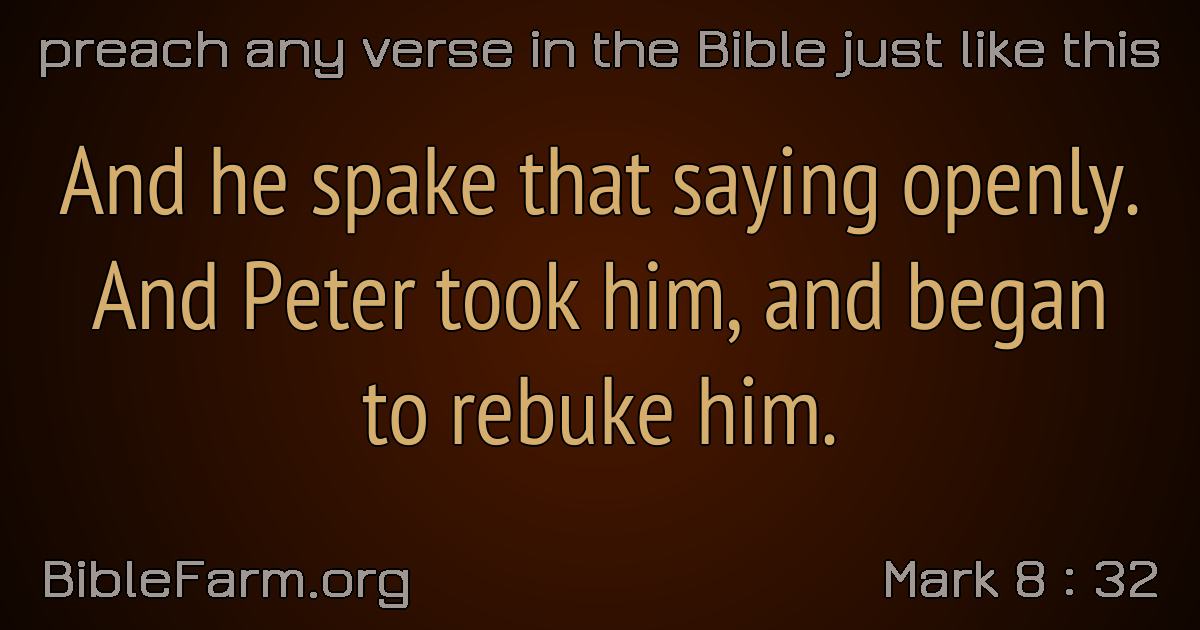 preach any verse in the Bible just like this
And he spake that saying openly.
And Peter took him, and began
to rebuke him.
BibleFarm.org
Mark 8 : 32